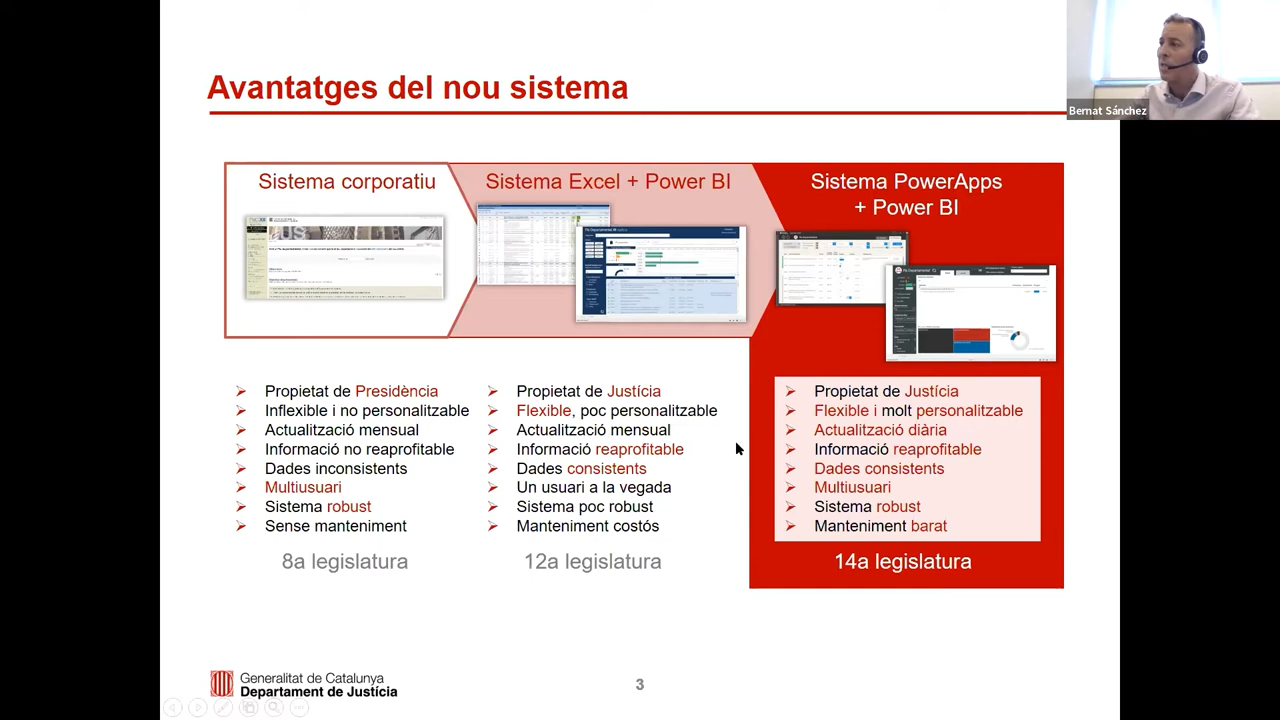 Avantatges del nou sistema
Bernat Sánchez
Sistema corporatiu
Sistema Excel + Power BI
Sistema PowerApps
+ Power BI
Propietat de Presidència
Inflexible i no personalitzable
Actualització mensual
Informació no reaprofitable
Dades inconsistents
Multiusuari
Sistema robust
Sense manteniment
8a legislatura
Propietat de Justícia
Flexible, poc personalitzable
Actualització mensual
Informació reaprofitable
Dades consistents
Un usuari a la vegada
Sistema poc robust
Manteniment costós
12a legislatura
Propietat de Justícia
Flexible i molt personalitzable
Actualització diària
Informació reaprofitable
Dades consistents
Multiusuari
Sistema robust
Manteniment barat
14a legislatura
Generalitat de Catalunya
Departament de Justícia
3